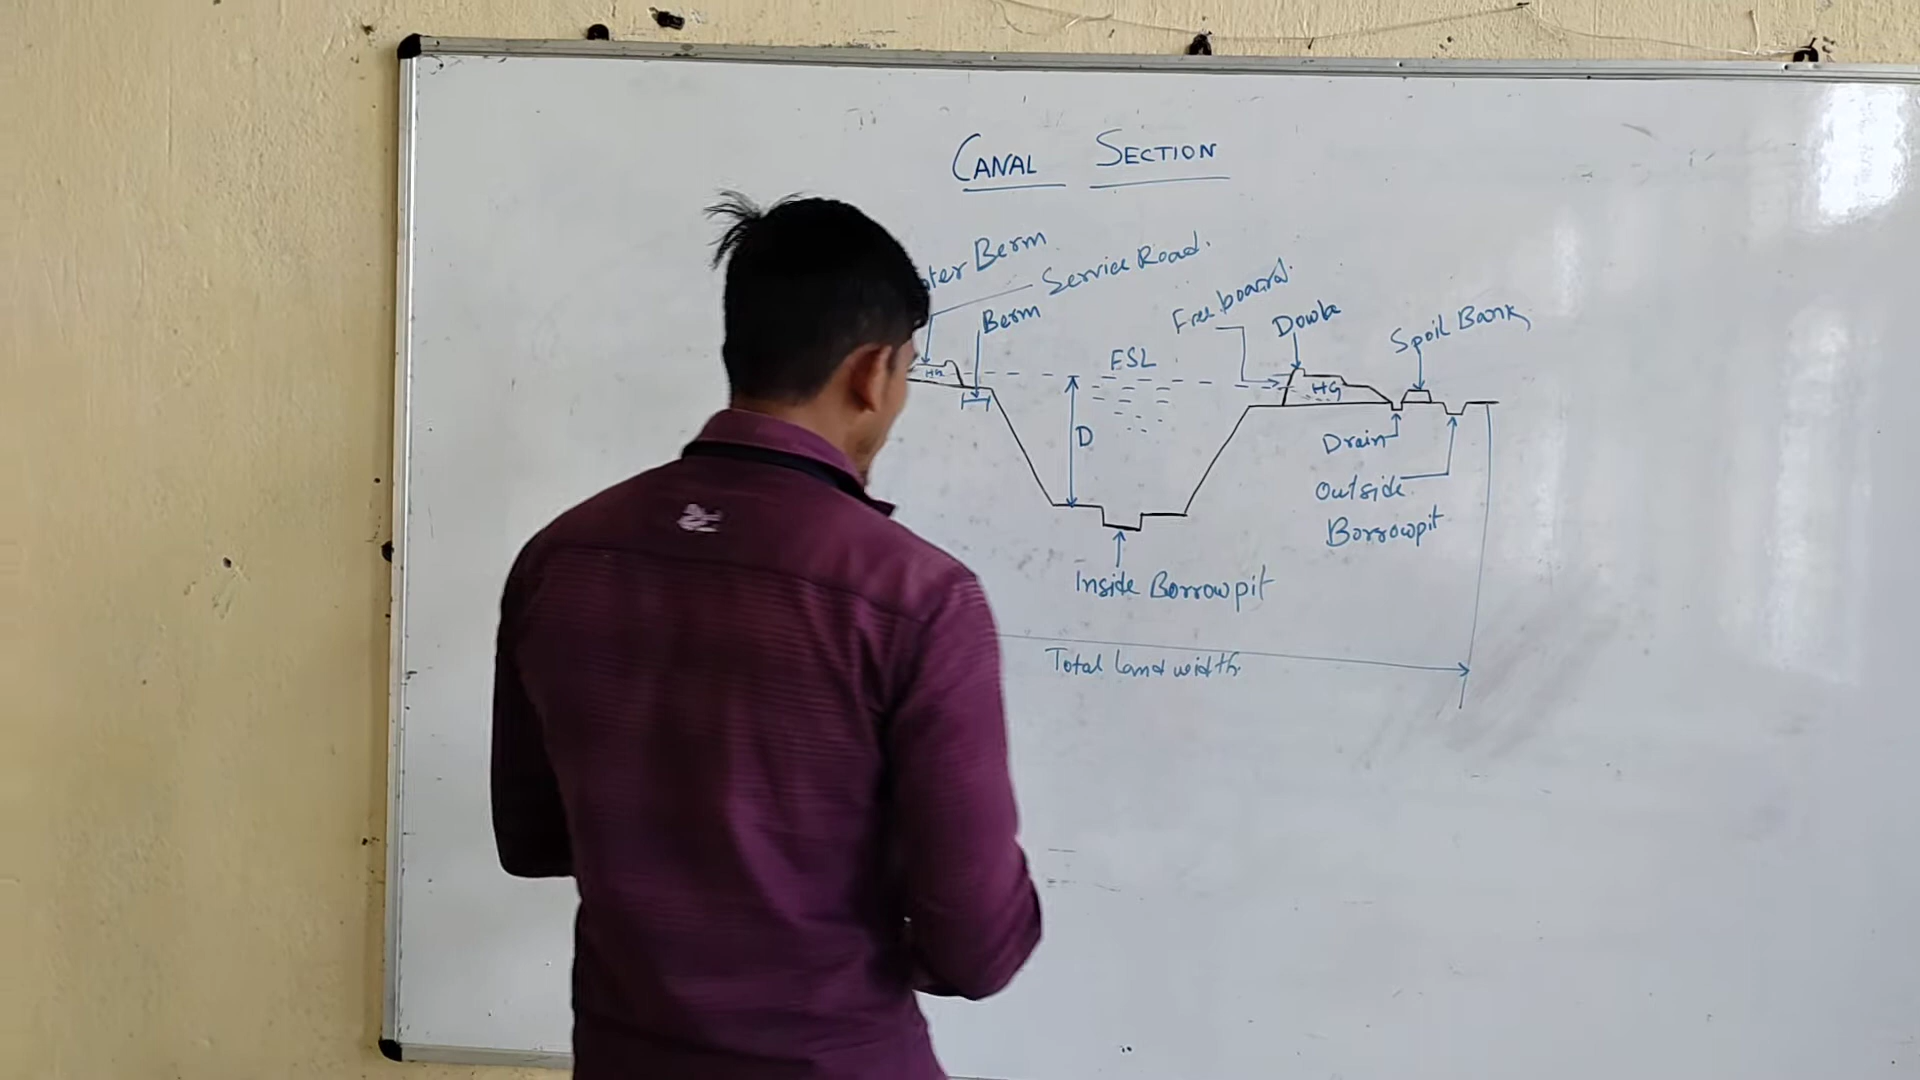 CANAL SECTION
Berm
Service Road.
Berm
Free board.
Dowla
Spoil Bank
FSL
HG
HG
D
Drain
Outside
Borrowpit
Inside Borrowpit
Total land width.